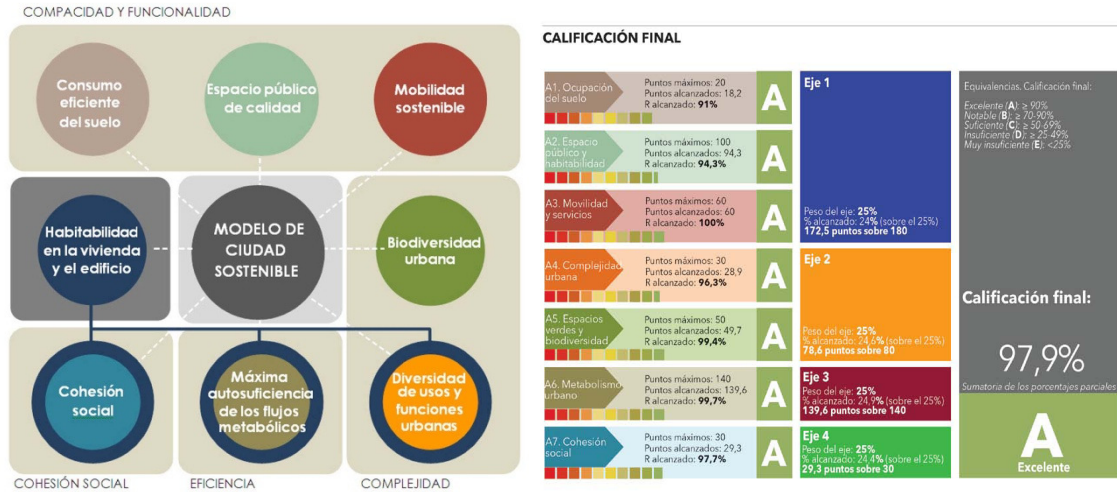 COMPACIDAD Y FUNCIONALIDAD
Consumo
eficiente
del suelo
Espacio público
de calidad
Mobilidad
sostenible
Habitabilidad
en la vivienda
y el edificio
MODELO DE
CIUDAD
SOSTENIBLE
Biodiversidad
urbana
Cohesión
social
Máxima
autosuficiencia
de los flujos
metabólicos
Diversidad
de usos y
funciones
urbanas
COHESIÓN SOCIAL
EFICIENCIA
COMPLEJIDAD
CALIFICACIÓN FINAL
A1. Ocupación
del suelo
Puntos máximos: 20
Puntos alcanzados: 18,2
R alcanzado: 91%
A
A2. Espacio
público y
habitabilidad
Puntos máximos: 100
Puntos alcanzados: 94,3
R alcanzado: 94,3%
A
A3. Movilidad
y servicios
Puntos máximos: 60
Puntos alcanzados: 60
R alcanzado: 100%
A
A4. Complejidad
urbana
Puntos máximos: 30
Puntos alcanzados: 28,9
R alcanzado: 96,3%
A
A5. Espacios
verdes y
biodiversidad
Puntos máximos: 50
Puntos alcanzados: 49,7
R alcanzado: 99,4%
A
A6. Metabolismo
urbano
Puntos máximos: 140
Puntos alcanzados: 139,6
R alcanzado: 99,7%
A
A7. Cohesión
social
Puntos máximos: 30
Puntos alcanzados: 29,3
R alcanzado: 97,7%
A
Eje 1
Peso del eje: 25%
% alcanzado: 24% (sobre el 25%)
172,5 puntos sobre 180
Eje 2
Peso del eje: 25%
% alcanzado: 24,6% (sobre el 25%)
78,6 puntos sobre 80
Eje 3
Peso del eje: 25%
% alcanzado: 24,9% (sobre el 25%)
139,6 puntos sobre 140
Eje 4
Peso del eje: 25%
% alcanzado: 24,4% (sobre el 25%)
29,3 puntos sobre 30
Equivalencias. Calificación final:
Excelente (A): ≥ 90%
Notable (B): ≥ 70-90%
Suficiente (C): ≥ 50-69%
Insuficiente (D): ≥ 25-49%
Muy insuficiente (E): <25%
Calificación final:
97,9%
Sumatoria de los porcentajes parciales
A
Excelente